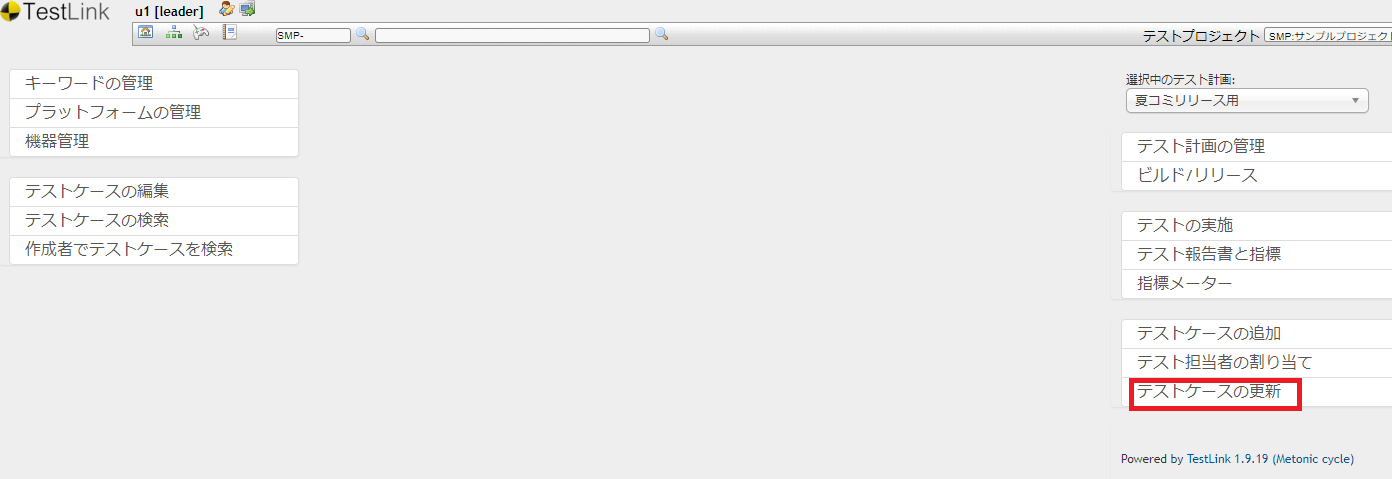 TestLink
u1 [leader]
SMP-
テストプロジェクト SMP:サンプルプロジェクト
キーワードの管理
プラットフォームの管理
機器管理
テストケースの編集
テストケースの検索
作成者でテストケースを検索
選択中のテスト計画:
夏コミリリース用
テスト計画の管理
ビルド/リリース
テストの実施
テスト報告書と指標
指標メーター
テストケースの追加
テスト担当者の割り当て
テストケースの更新
Powered by TestLink 1.9.19 (Metonic cycle)